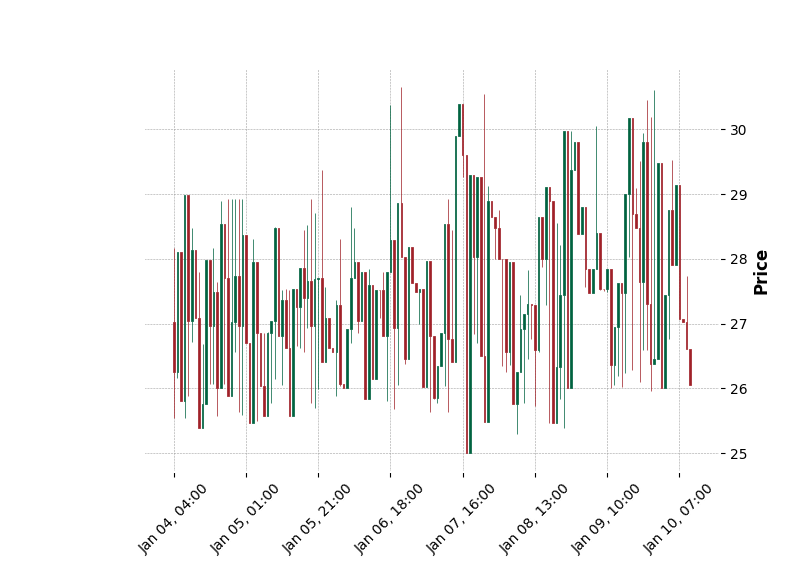 30
29
28
27
26
25
Price
Jan 04, 04:00
Jan 05, 01:00
Jan 05, 21:00
Jan 06, 18:00
Jan 07, 16:00
Jan 08, 13:00
Jan 09, 10:00
Jan 10, 07:00